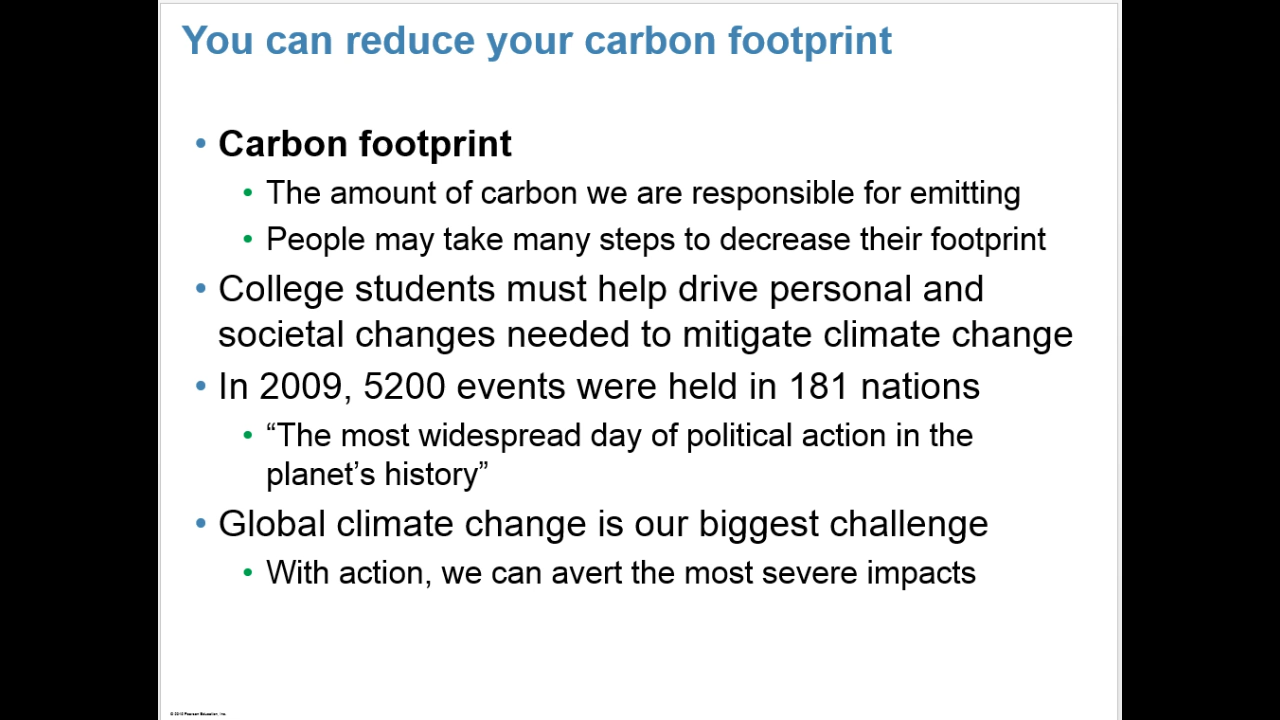 You can reduce your carbon footprint
• Carbon footprint
• The amount of carbon we are responsible for emitting
• People may take many steps to decrease their footprint
• College students must help drive personal and
societal changes needed to mitigate climate change
• In 2009, 5200 events were held in 181 nations
• “The most widespread day of political action in the
planet’s history”
• Global climate change is our biggest challenge
• With action, we can avert the most severe impacts
Pearson Education, Inc.